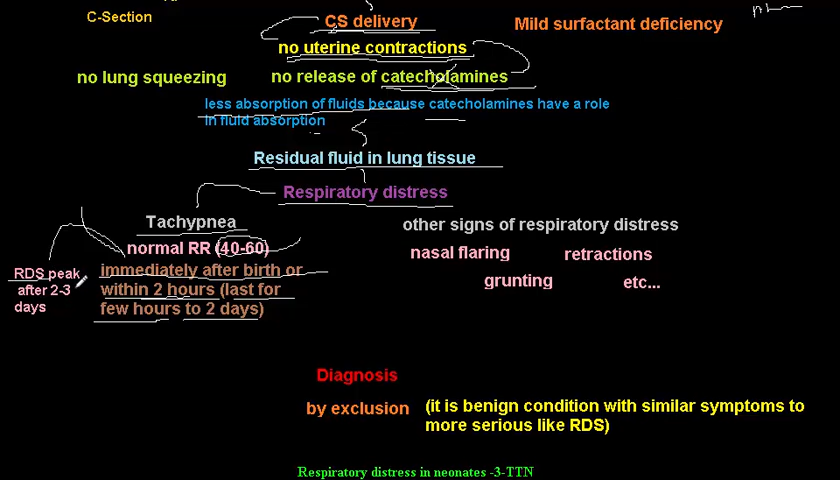 C-Section
CS delivery
Mild surfactant deficiency
no uterine contractions
no lung squeezing
no release of catecholamines
less absorption of fluids because catecholamines have a role
in fluid absorption
Residual fluid in lung tissue
Respiratory distress
Tachypnea
other signs of respiratory distress
normal RR (40-60)
nasal flaring
retractions
immediately after birth or
within 2 hours (last for
few hours to 2 days)
RDS peak
after 2-3
days
grunting
etc...
Diagnosis
by exclusion
(it is benign condition with similar symptoms to
more serious like RDS)
Respiratory distress in neonates -3-TTN